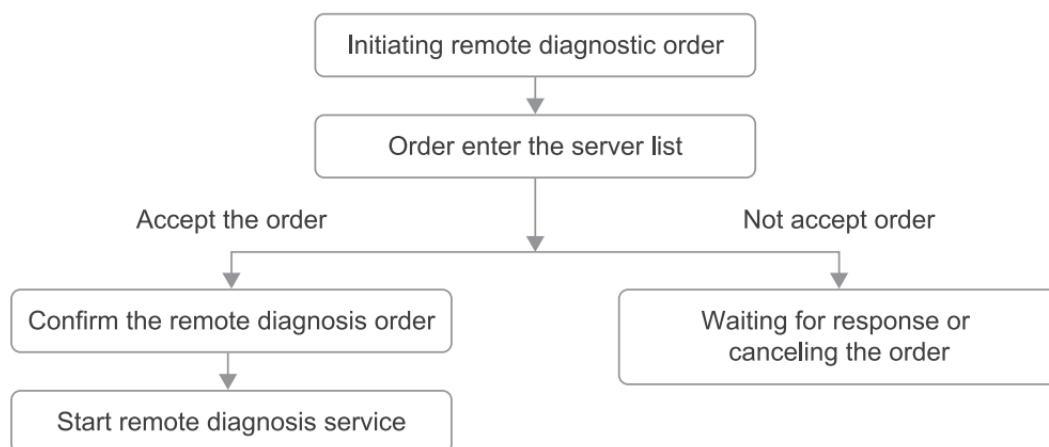 Initiating remote diagnostic order
Order enter the server list
Accept the order
Not accept order
Confirm the remote diagnosis order
Waiting for response or
canceling the order
Start remote diagnosis service